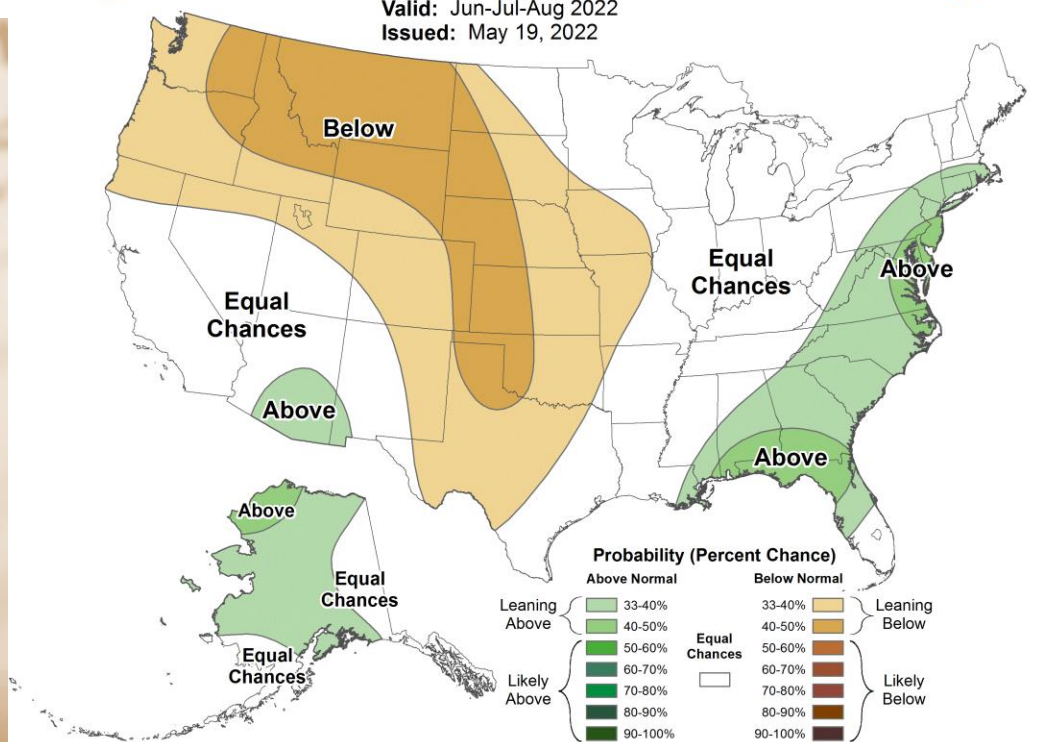 Valid: Jun-Jul-Aug 2022
Issued: May 19, 2022
Below
Equal
Chances
Above
Equal
Chances
Above
Above
Above
Equal
Chances
Equal
Chances
Probability (Percent Chance)
Above Normal
Below Normal
Leaning
Above
33-40%
40-50%
50-60%
60-70%
70-80%
80-90%
90-100%
Likely
Above
Equal
Chances
33-40%
40-50%
50-60%
60-70%
70-80%
80-90%
90-100%
Leaning
Below
Likely
Below